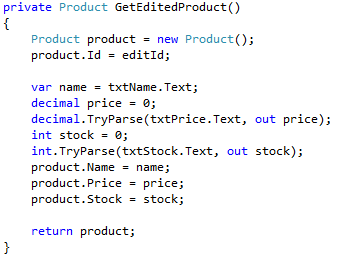 private Product GetEditedProduct()
{
    Product product = new Product();
    product.Id = editId;

    var name = txtName.Text;
    decimal price = 0;
    decimal.TryParse(txtPrice.Text, out price);
    int stock = 0;
    int.TryParse(txtStock.Text, out stock);
    product.Name = name;
    product.Price = price;
    product.Stock = stock;

    return product;
}